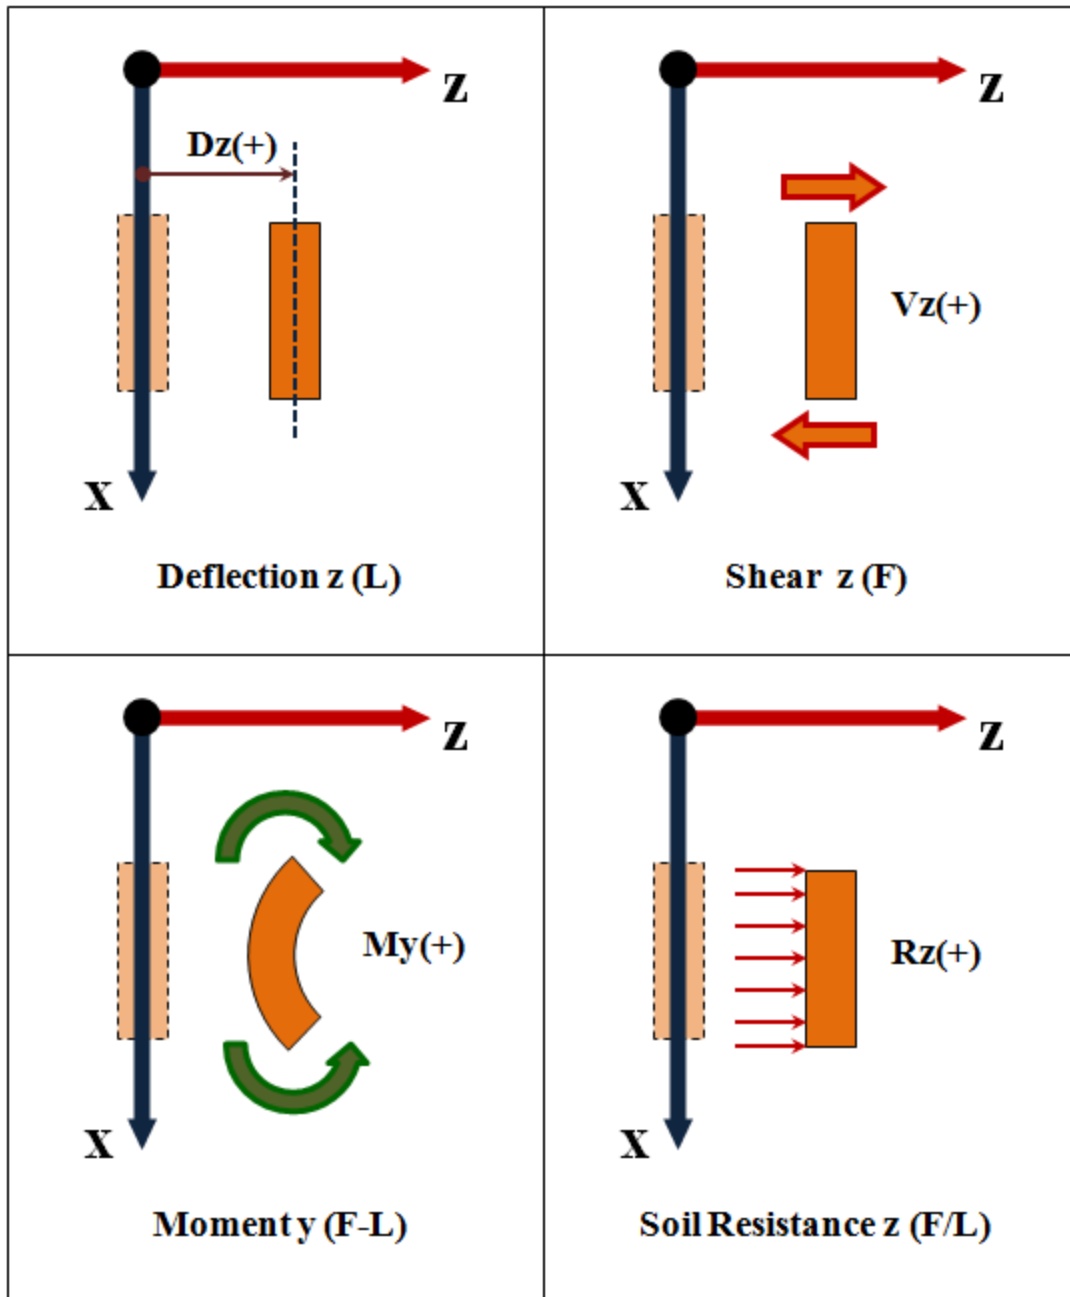 z
Dz(+)
x
Deflection z (L)
z
Vz(+)
x
Shear z (F)
z
My(+)
x
Moment y (F-L)
z
Rz(+)
x
Soil Resistance z (F/L)